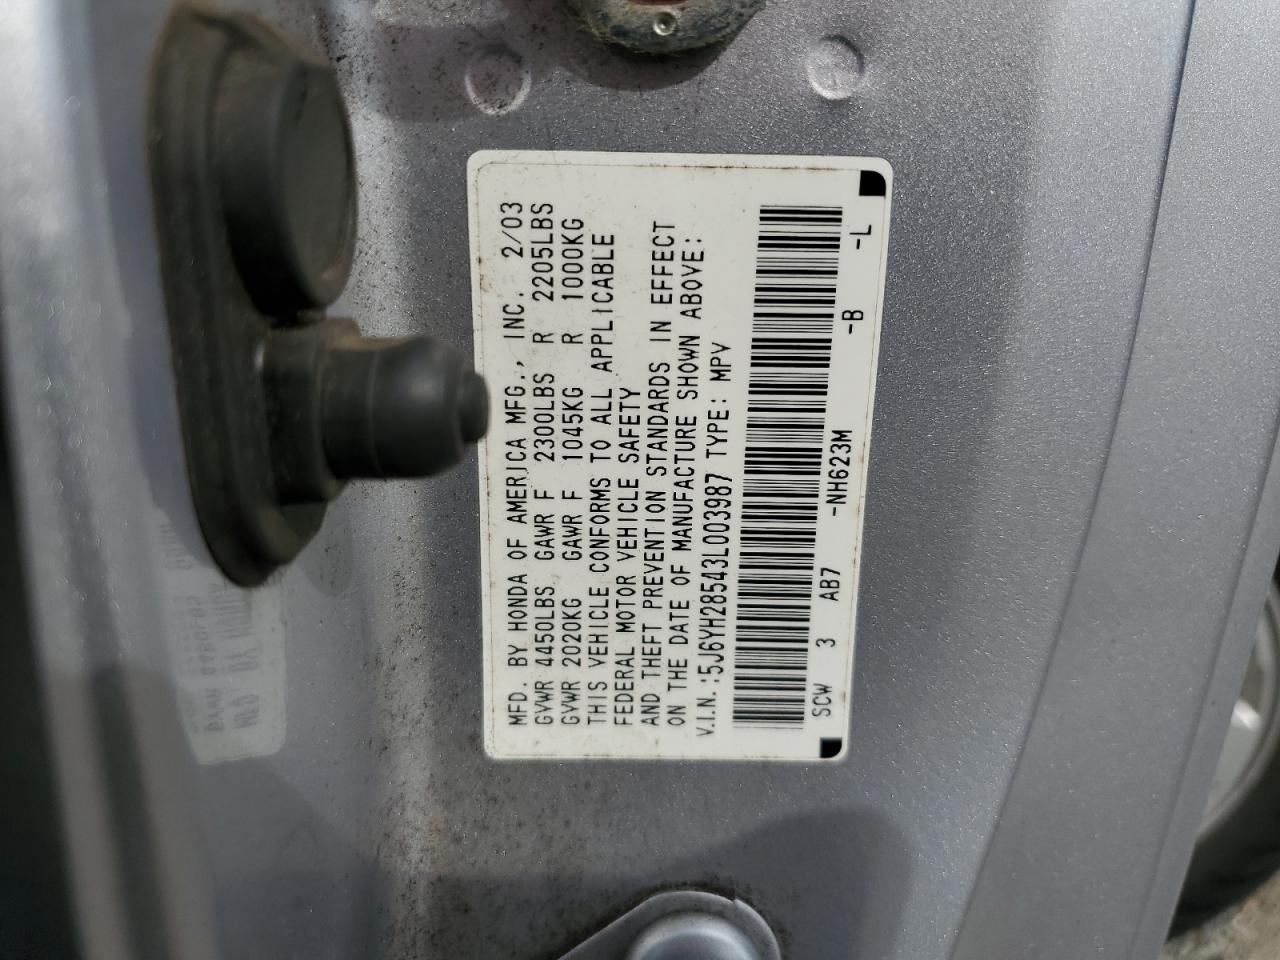 MFD. BY HONDA OF AMERICA MFG., INC. 2/03
GVWR 4450LBS GAWR F 2300LBS R 2205LBS
GVWR 2020KG GAWR F 1045KG R 1000KG
THIS VEHICLE CONFORMS TO ALL APPLICABLE
FEDERAL MOTOR VEHICLE SAFETY
AND THEFT PREVENTION STANDARDS IN EFFECT
ON THE DATE OF MANUFACTURE SHOWN ABOVE:
V.I.N.:5J6YH28543L003987 TYPE: MPV
SCW 3 AB7 -NH623M -B -L